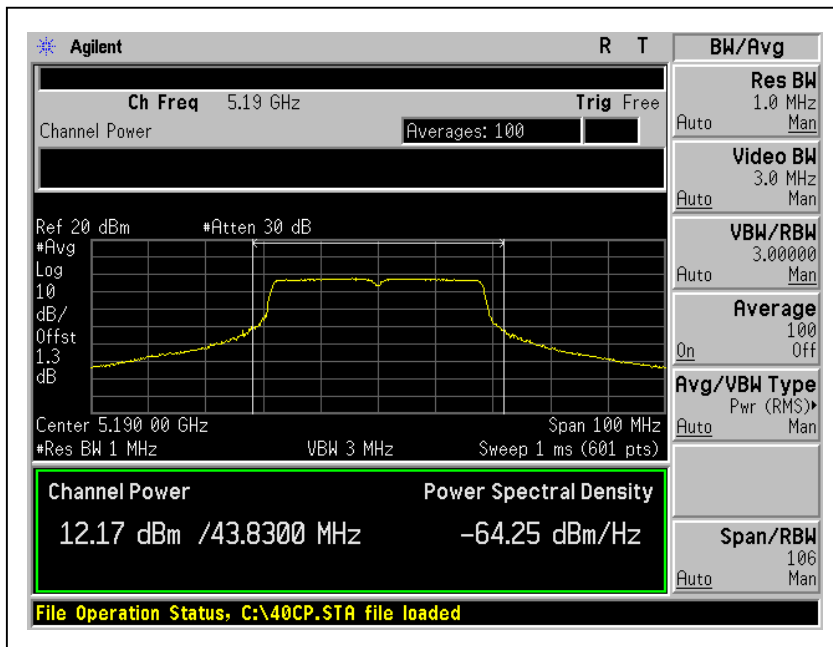 Agilent R T BW/Avg
Ch Freq 5.19 GHz Trig Free
Channel Power Averages: 100
Ref 20 dBm #Atten 30 dB
#Avg
Log
10
dB/
Offst
1.3
dB
Center 5.190 00 GHz Span 100 MHz
#Res BW 1 MHz VBW 3 MHz Sweep 1 ms (601 pts)
Channel Power Power Spectral Density
12.17 dBm /43.8300 MHz -64.25 dBm/Hz
File Operation Status, C:\40CP.STA file loaded
Res BW
1.0 MHz
Auto Man
Video BW
3.0 MHz
Auto Man
VBW/RBW
3.00000
Auto Man
Average
100
On Off
Avg/VBW Type
Pwr (RMS)
Auto Man
Span/RBW
106
Auto Man